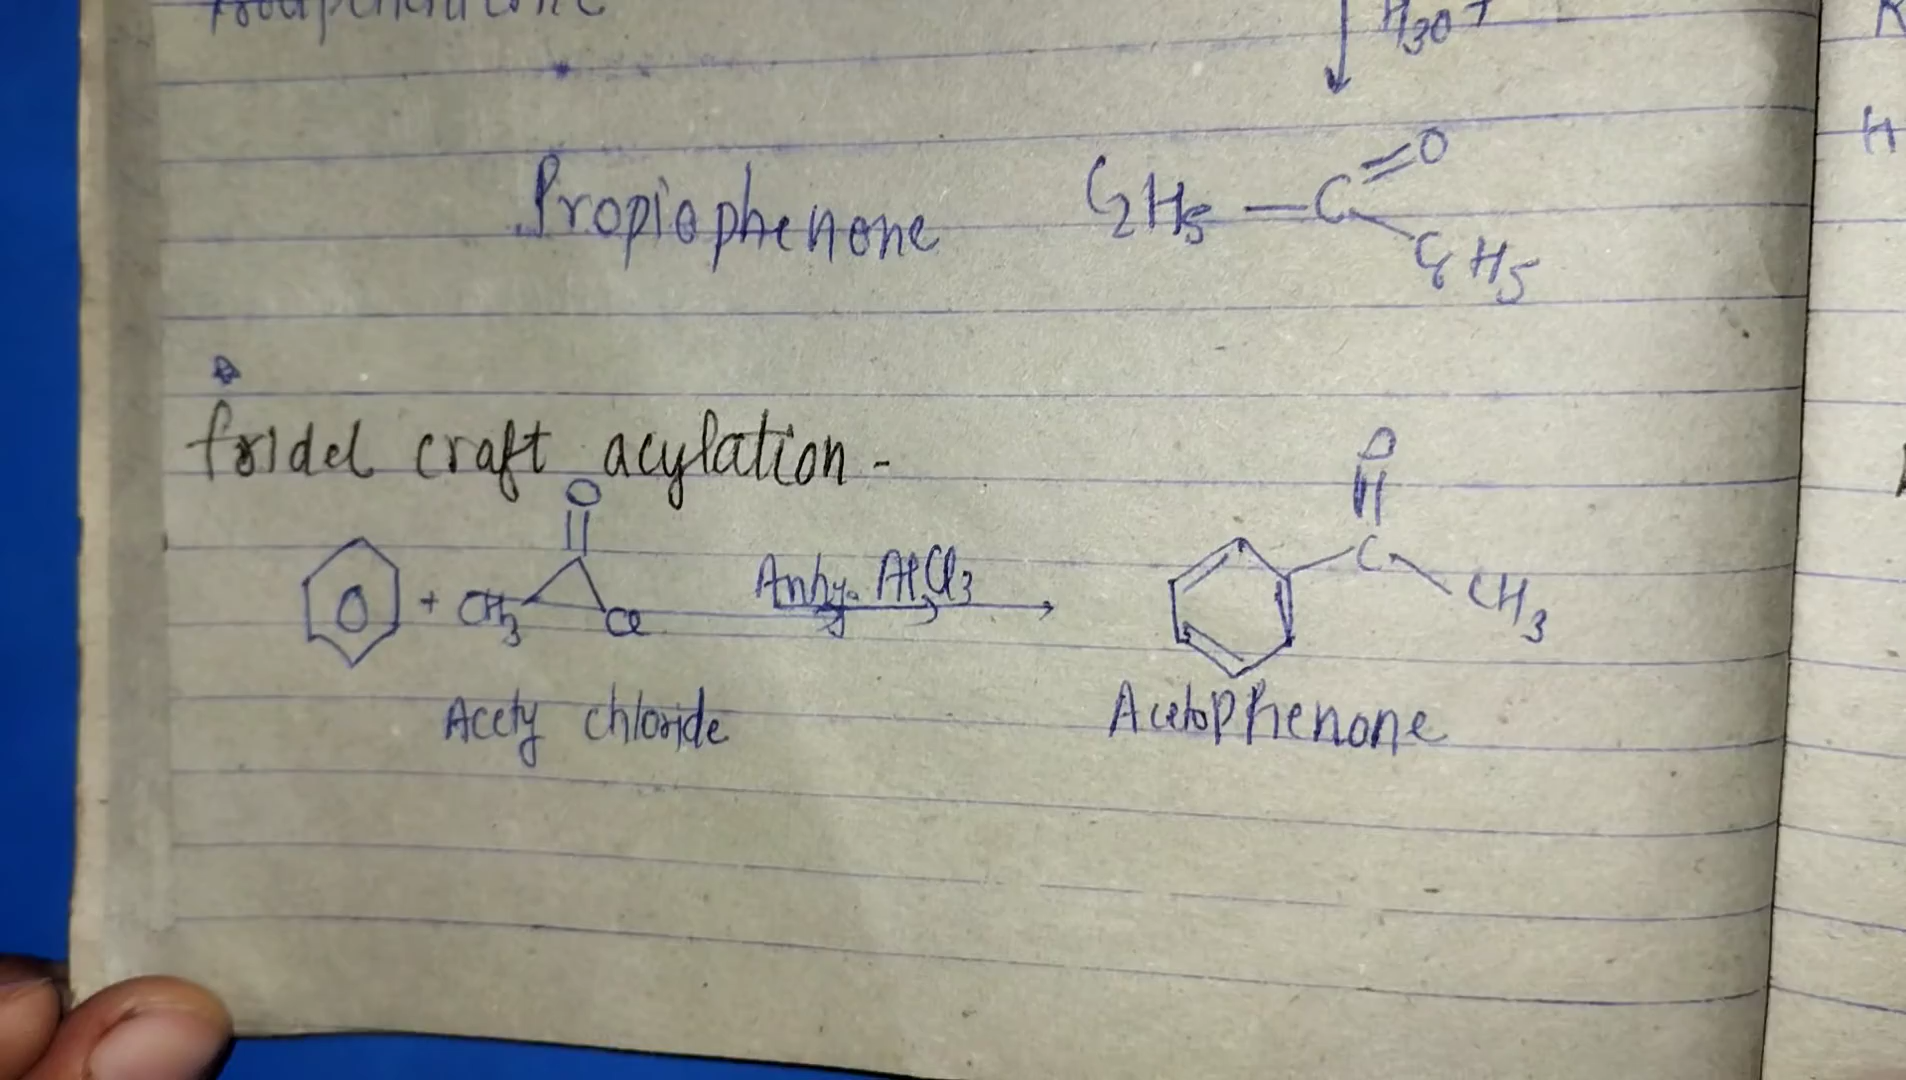 H3O+
Propiophenone C2H5 — C =O
C6H5
fridel craft acylation -
O O
+ CH3 Cl Anhy. AlCl3 C CH3
Acety chloride Acetophenone